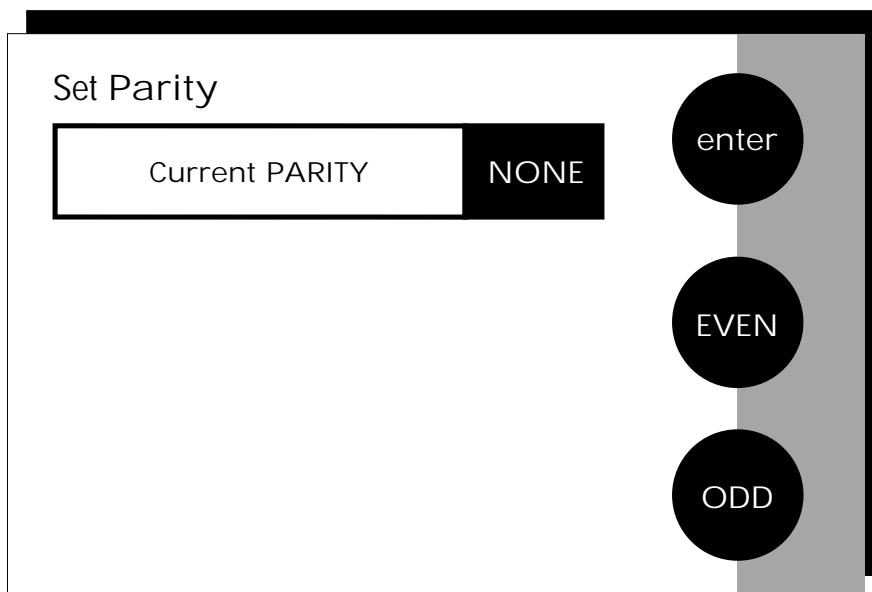 Set Parity
Current PARITY NONE
enter
EVEN
ODD